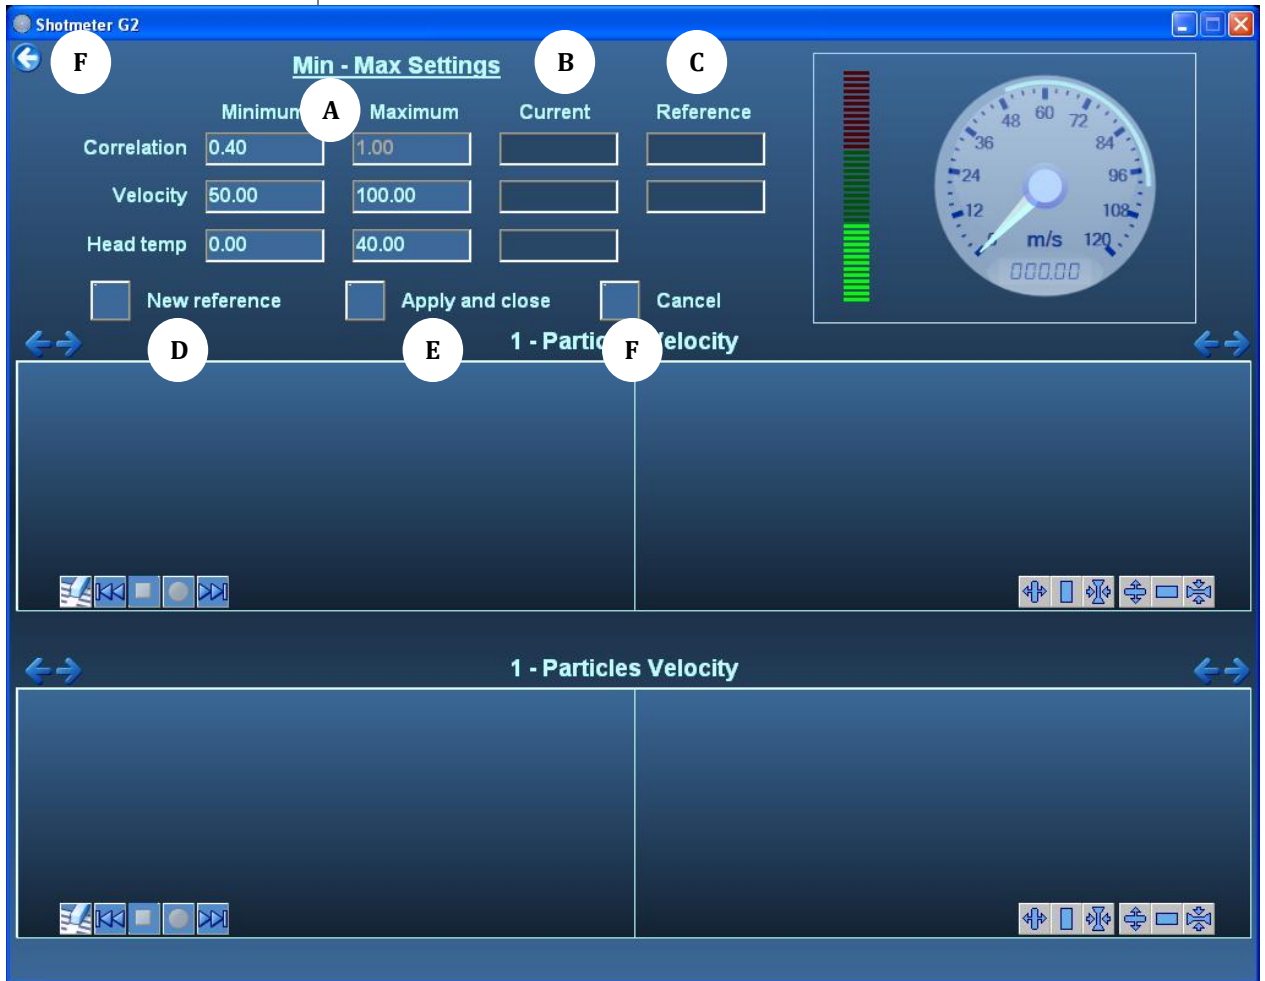 Shotmeter G2
F
Min - Max Settings
B
C
Minimum A Maximum Current Reference
Correlation 0.40 1.00
Velocity 50.00 100.00
Head temp 0.00 40.00
New reference Apply and close Cancel
0 12 24 36 48 60 72 84 96 108 120
m/s
000.00
D
E
F
1 - Partic elocity
1 - Particles Velocity